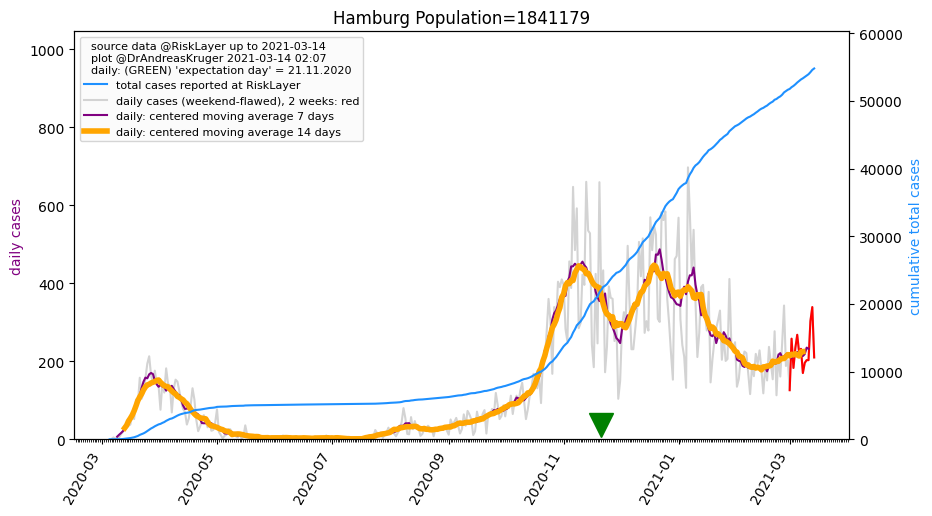 Hamburg Population=1841179
source data @RiskLayer up to 2021-03-14
plot @DrAndreasKruger 2021-03-14 02:07
daily: (GREEN) 'expectation day' = 21.11.2020
total cases reported at RiskLayer
daily cases (weekend-flawed), 2 weeks: red
daily: centered moving average 7 days
daily: centered moving average 14 days
daily cases
1000
800
600
400
200
0
cumulative total cases
60000
50000
40000
30000
20000
10000
0
2020-03
2020-05
2020-07
2020-09
2020-11
2021-01
2021-03